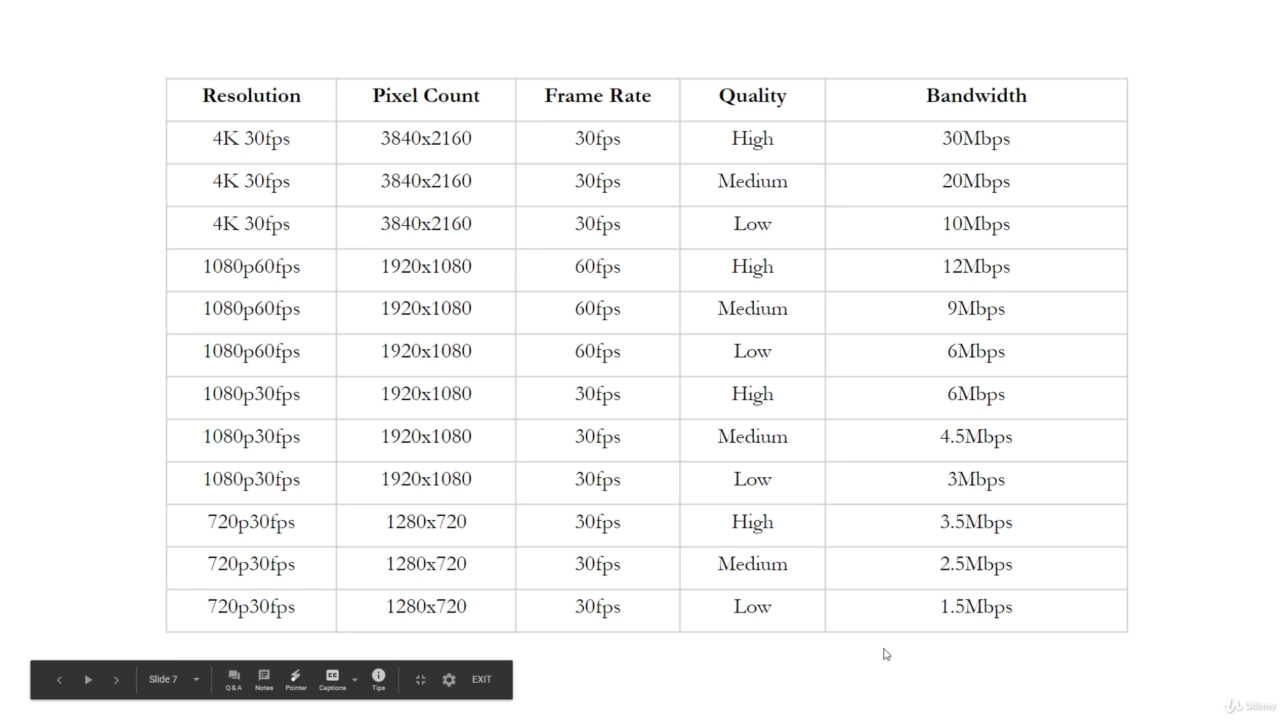 Resolution Pixel Count Frame Rate Quality Bandwidth
4K 30fps 3840x2160 30fps High 30Mbps
4K 30fps 3840x2160 30fps Medium 20Mbps
4K 30fps 3840x2160 30fps Low 10Mbps
1080p60fps 1920x1080 60fps High 12Mbps
1080p60fps 1920x1080 60fps Medium 9Mbps
1080p60fps 1920x1080 60fps Low 6Mbps
1080p30fps 1920x1080 30fps High 6Mbps
1080p30fps 1920x1080 30fps Medium 4.5Mbps
1080p30fps 1920x1080 30fps Low 3Mbps
720p30fps 1280x720 30fps High 3.5Mbps
720p30fps 1280x720 30fps Medium 2.5Mbps
720p30fps 1280x720 30fps Low 1.5Mbps
Slide 7 Q&A Notes Pointer CC Captions Tips EXIT
Udemy